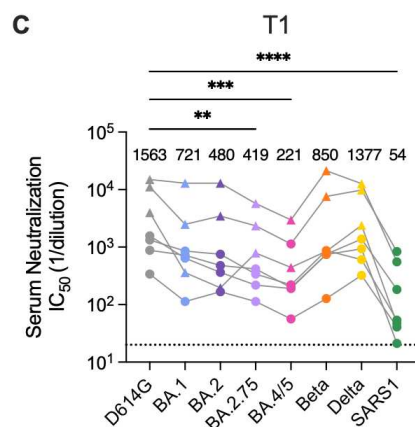 C
T1
****
***
**
1563 721 480 419 221 850 1377 54
10^5
10^4
10^3
10^2
10^1
Serum Neutralization
IC50 (1/dilution)
D614G
BA.1
BA.2
BA.2.75
BA.4/5
Beta
Delta
SARS1